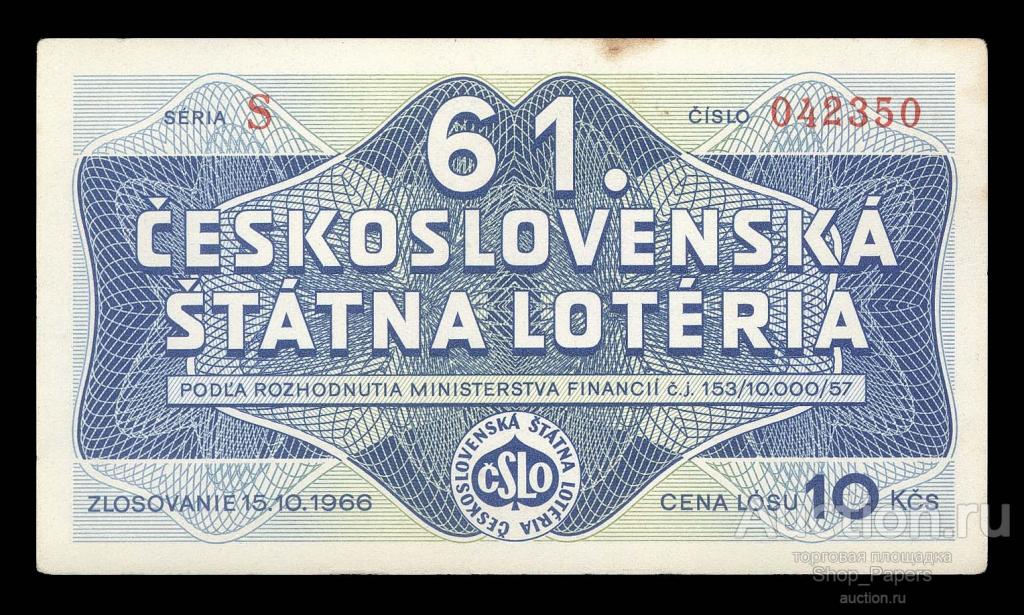 SÉRIA S
ČÍSLO 042350
61.
ČESKOSLOVENSKÁ
ŠTÁTNA LOTÉRIA
PODĽA ROZHODNUTIA MINISTERSTVA FINANCIÍ č.j. 153/10.000/57
ČESKOSLOVENSKÁ ŠTÁTNA LOTÉRIA
ČSLO
ZLOSOVANIE 15.10.1966
CENA LÓSU 10 KČS
Auction.ru
торговая площадка
Shop_Papers
auction.ru